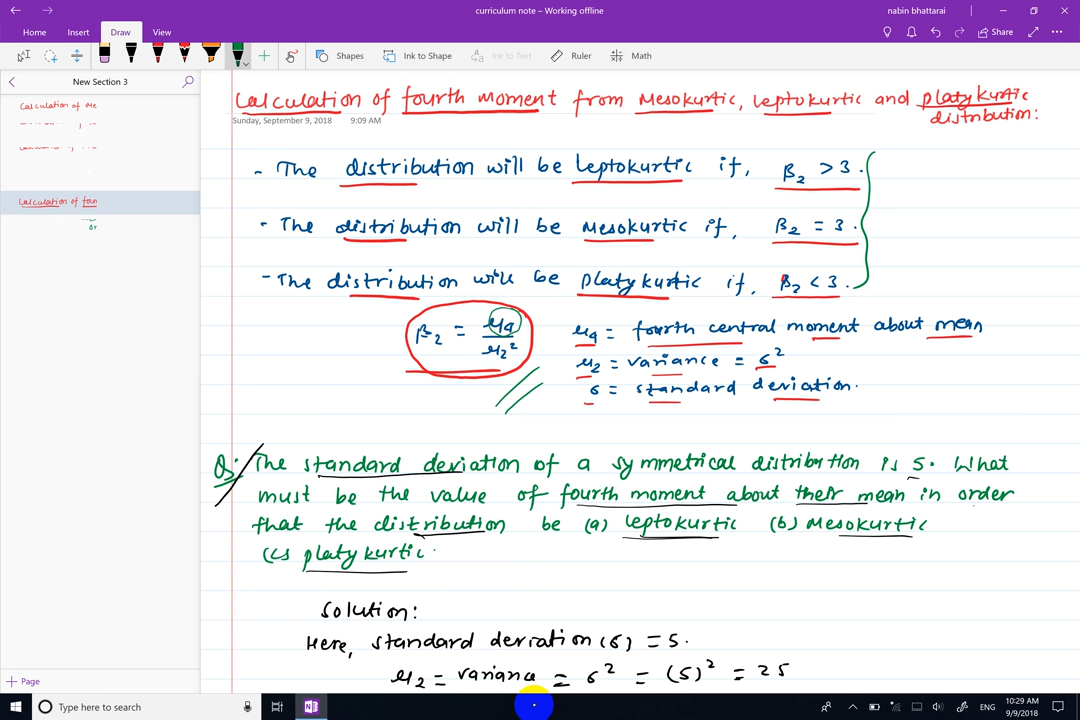 curriculum note – Working offline
nabin bhattarai
Home Insert Draw View
Share
Shapes Ink to Shape Ink to Text Ruler Math
New Section 3
Calculation of fourth Moment from Mesokurtic, Leptokurtic and platykurtic
distribution:
Sunday, September 9, 2018 9:09 AM
Calculation of Me
- The distribution will be leptokurtic if, β₂ > 3.
Calculation of fou
- The distribution will be Mesokurtic if, β₂ = 3.
- The distribution will be platykurtic if, β₂ < 3.
β₂ = μ₄ / μ₂²
μ₄ = fourth central moment about mean
μ₂ = variance = σ²
σ = standard deviation.
Q: The standard deviation of a symmetrical distribution is 5. What
must be the value of fourth moment about their mean in order
that the distribution be (a) leptokurtic (b) Mesokurtic
(c) platykurtic.
Solution:
Here, standard deviation (σ) = 5.
μ₂ = variance = σ² = (5)² = 25
+ Page
Type here to search
ENG
10:29 AM
9/9/2018